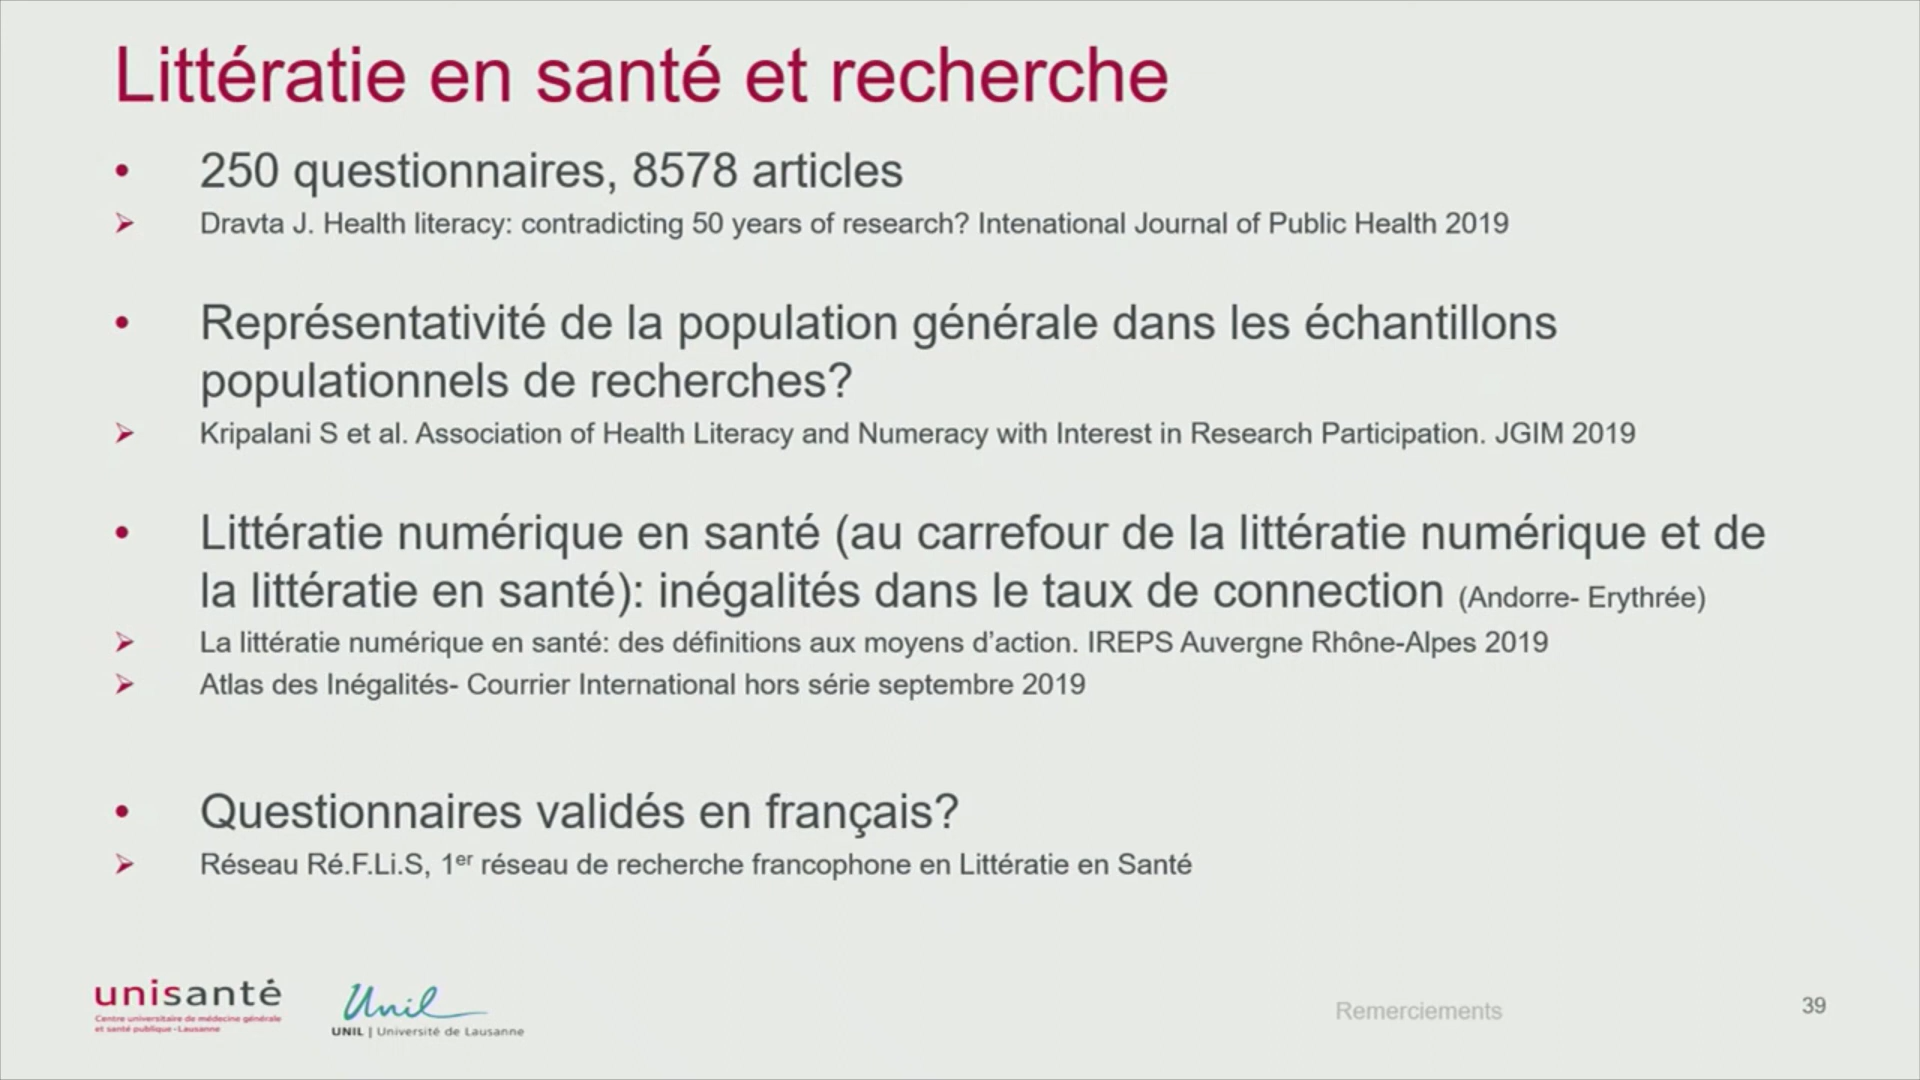 Littératie en santé et recherche
• 250 questionnaires, 8578 articles
➢ Dravta J. Health literacy: contradicting 50 years of research? Intenational Journal of Public Health 2019
• Représentativité de la population générale dans les échantillons
populationnels de recherches?
➢ Kripalani S et al. Association of Health Literacy and Numeracy with Interest in Research Participation. JGIM 2019
• Littératie numérique en santé (au carrefour de la littératie numérique et de
la littératie en santé): inégalités dans le taux de connection (Andorre- Erythrée)
➢ La littératie numérique en santé: des définitions aux moyens d'action. IREPS Auvergne Rhône-Alpes 2019
➢ Atlas des Inégalités- Courrier International hors série septembre 2019
• Questionnaires validés en français?
➢ Réseau Ré.F.Li.S, 1er réseau de recherche francophone en Littératie en Santé
unisanté
Centre universitaire de médecine générale
et santé publique - Lausanne
Unil
UNIL | Université de Lausanne
Remerciements
39